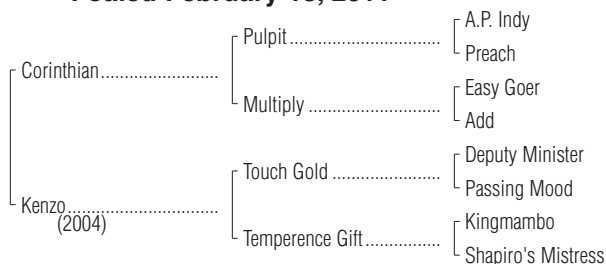 Foaled February
A.P. Indy
Pulpit
Preach
Corinthian
Easy Goer
Multiply
Add
Deputy Minister
Touch Gold
Passing Mood
Kenzo
(2004)
Kingmambo
Temperence Gift
Shapiro's Mistress